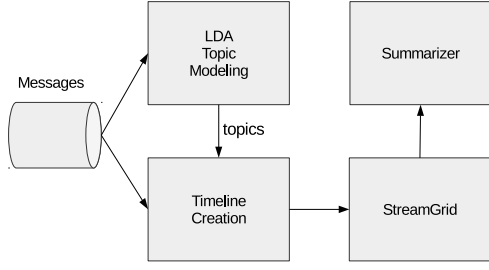 LDA
Topic
Modeling
Summarizer
Messages
topics
Timeline
Creation
StreamGrid